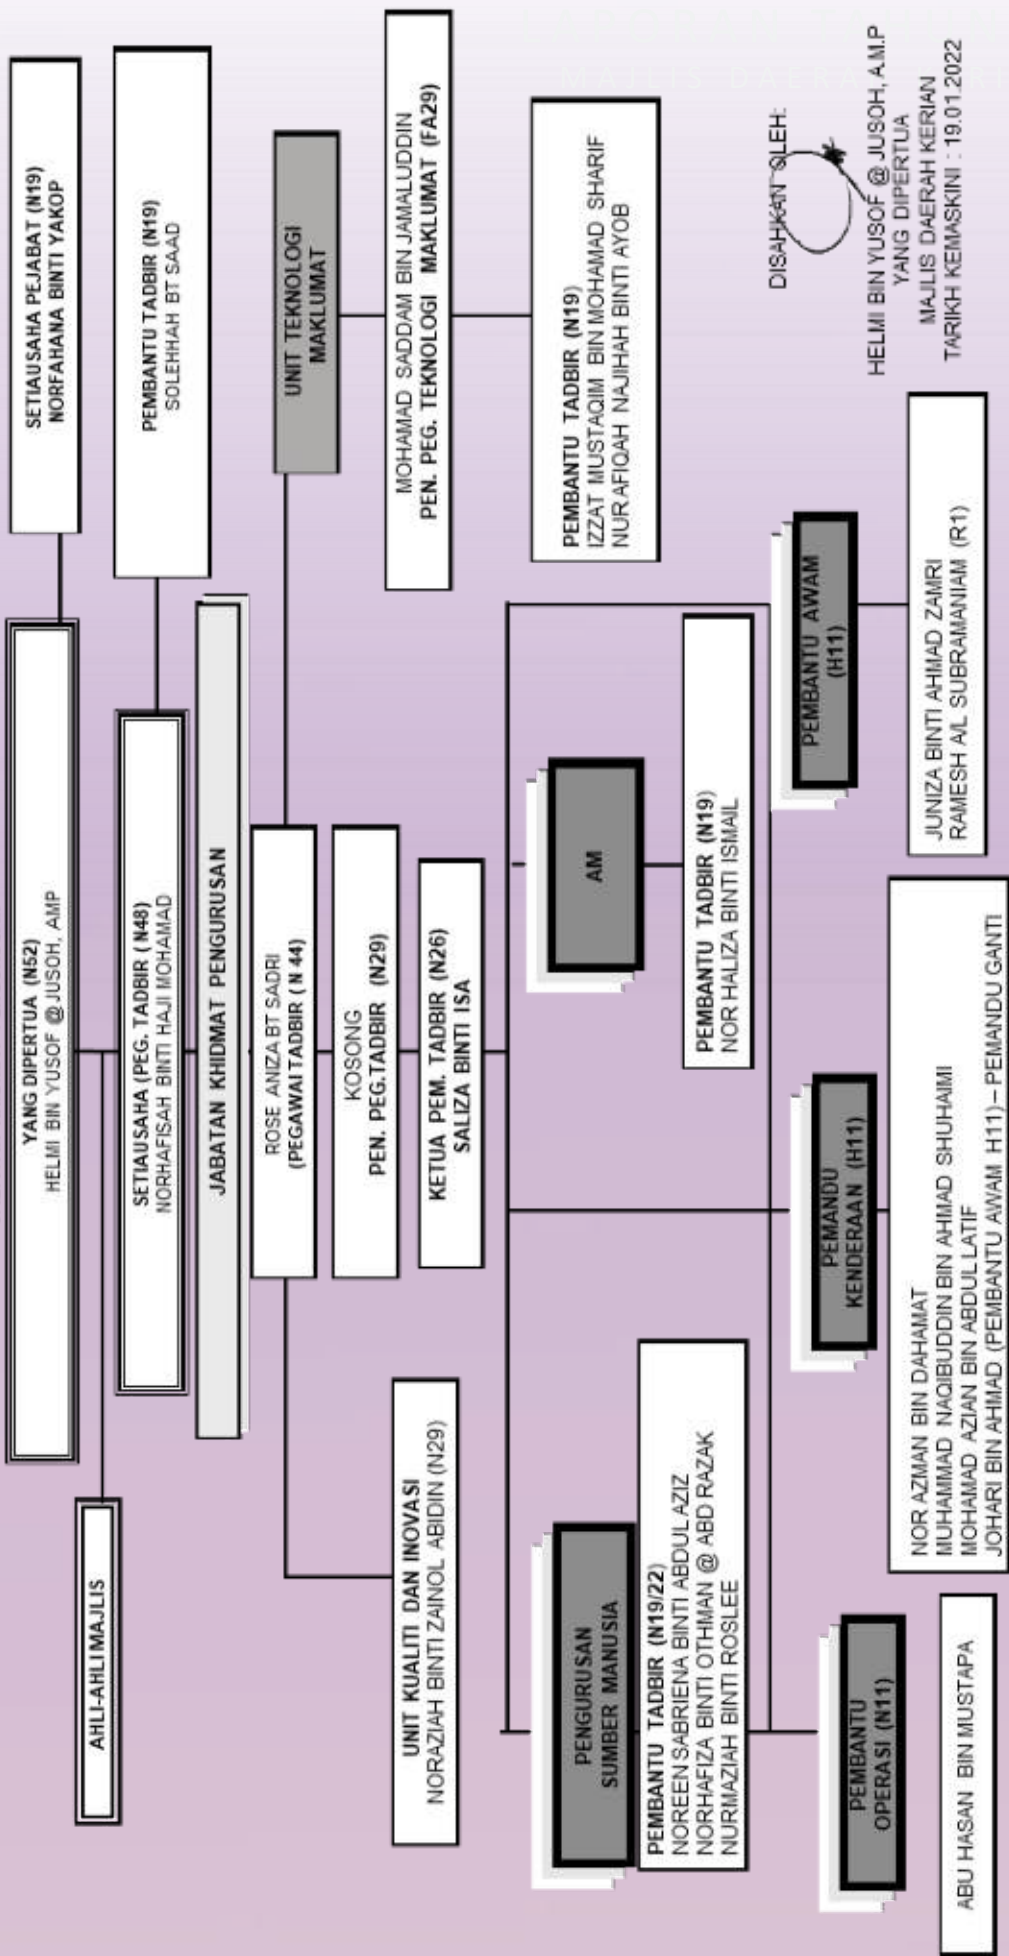 YANG DIPERTUA (N52)
HELMI BIN YUSOF @ JUSOH, AMP
SETIAUSAHA PEJABAT (N19)
NORFAHANA BINTI YAKOP
AHLI-AHLI MAJLIS
SETIAUSAHA (PEG. TADBIR (N48)
NORHAFISAH BINTI HAJI MOHAMAD
PEMBANTU TADBIR (N19)
SOLEHHAH BT SAAD
JABATAN KHIDMAT PENGURUSAN
ROSE ANIZA BT SADRI
(PEGAWAI TADBIR ( N 44)
UNIT TEKNOLOGI
MAKLUMAT
KOSONG
PEN. PEG.TADBIR (N29)
UNIT KUALITI DAN INOVASI
NORAZIAH BINTI ZAINOL ABIDIN (N29)
KETUA PEM. TADBIR (N26)
SALIZA BINTI ISA
MOHAMAD SADDAM BIN JAMALUDDIN
PEN. PEG. TEKNOLOGI MAKLUMAT (FA29)
PENGURUSAN
SUMBER MANUSIA
AM
PEMBANTU TADBIR (N19)
IZZAT MUSTAQIM BIN MOHAMAD SHARIF
NUR AFIQAH NAJIHAH BINTI AYOB
PEMBANTU TADBIR (N19/22)
NOREEN SABRIENA BINTI ABDUL AZIZ
NORHAFIZA BINTI OTHMAN @ ABD RAZAK
NURMAZIAH BINTI ROSLEE
PEMBANTU TADBIR (N19)
NOR HALIZA BINTI ISMAIL
PEMBANTU
OPERASI (N11)
PEMANDU
KENDERAAN (H11)
PEMBANTU AWAM
(H11)
ABU HASAN BIN MUSTAPA
NOR AZMAN BIN DAHAMAT
MUHAMMAD NAQIBUDDIN BIN AHMAD SHUHAIMI
MOHAMAD AZIAN BIN ABDUL LATIF
JOHARI BIN AHMAD (PEMBANTU AWAM H11) – PEMANDU GANTI
JUNIZA BINTI AHMAD ZAMRI
RAMESH A/L SUBRAMANIAM (R1)
DISAHKAN OLEH:
HELMI BIN YUSOF @ JUSOH, A.M.P
YANG DIPERTUA
MAJLIS DAERAH KERIAN
TARIKH KEMASKINI : 19.01.2022